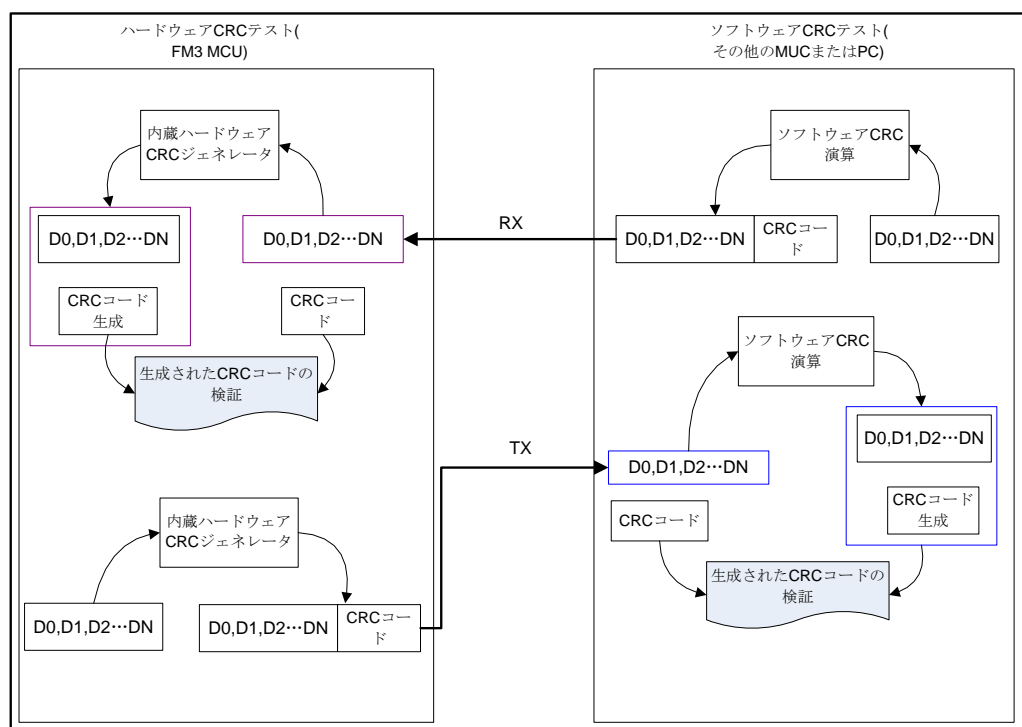 ハードウェアCRCテスト(
FM3 MCU)
内蔵ハードウェア
CRCジェネレータ
D0,D1,D2…DN
CRCコード
生成
D0,D1,D2…DN
CRCコー
ド
生成されたCRCコードの
検証
内蔵ハードウェア
CRCジェネレータ
D0,D1,D2…DN
D0,D1,D2…DN
CRCコー
ド
RX
TX
ソフトウェアCRCテスト(
その他のMUCまたはPC)
ソフトウェアCRC
演算
D0,D1,D2…DN
CRCコー
ド
D0,D1,D2…DN
ソフトウェアCRC
演算
D0,D1,D2…DN
D0,D1,D2…DN
CRCコード
CRCコード
生成
生成されたCRCコードの
検証